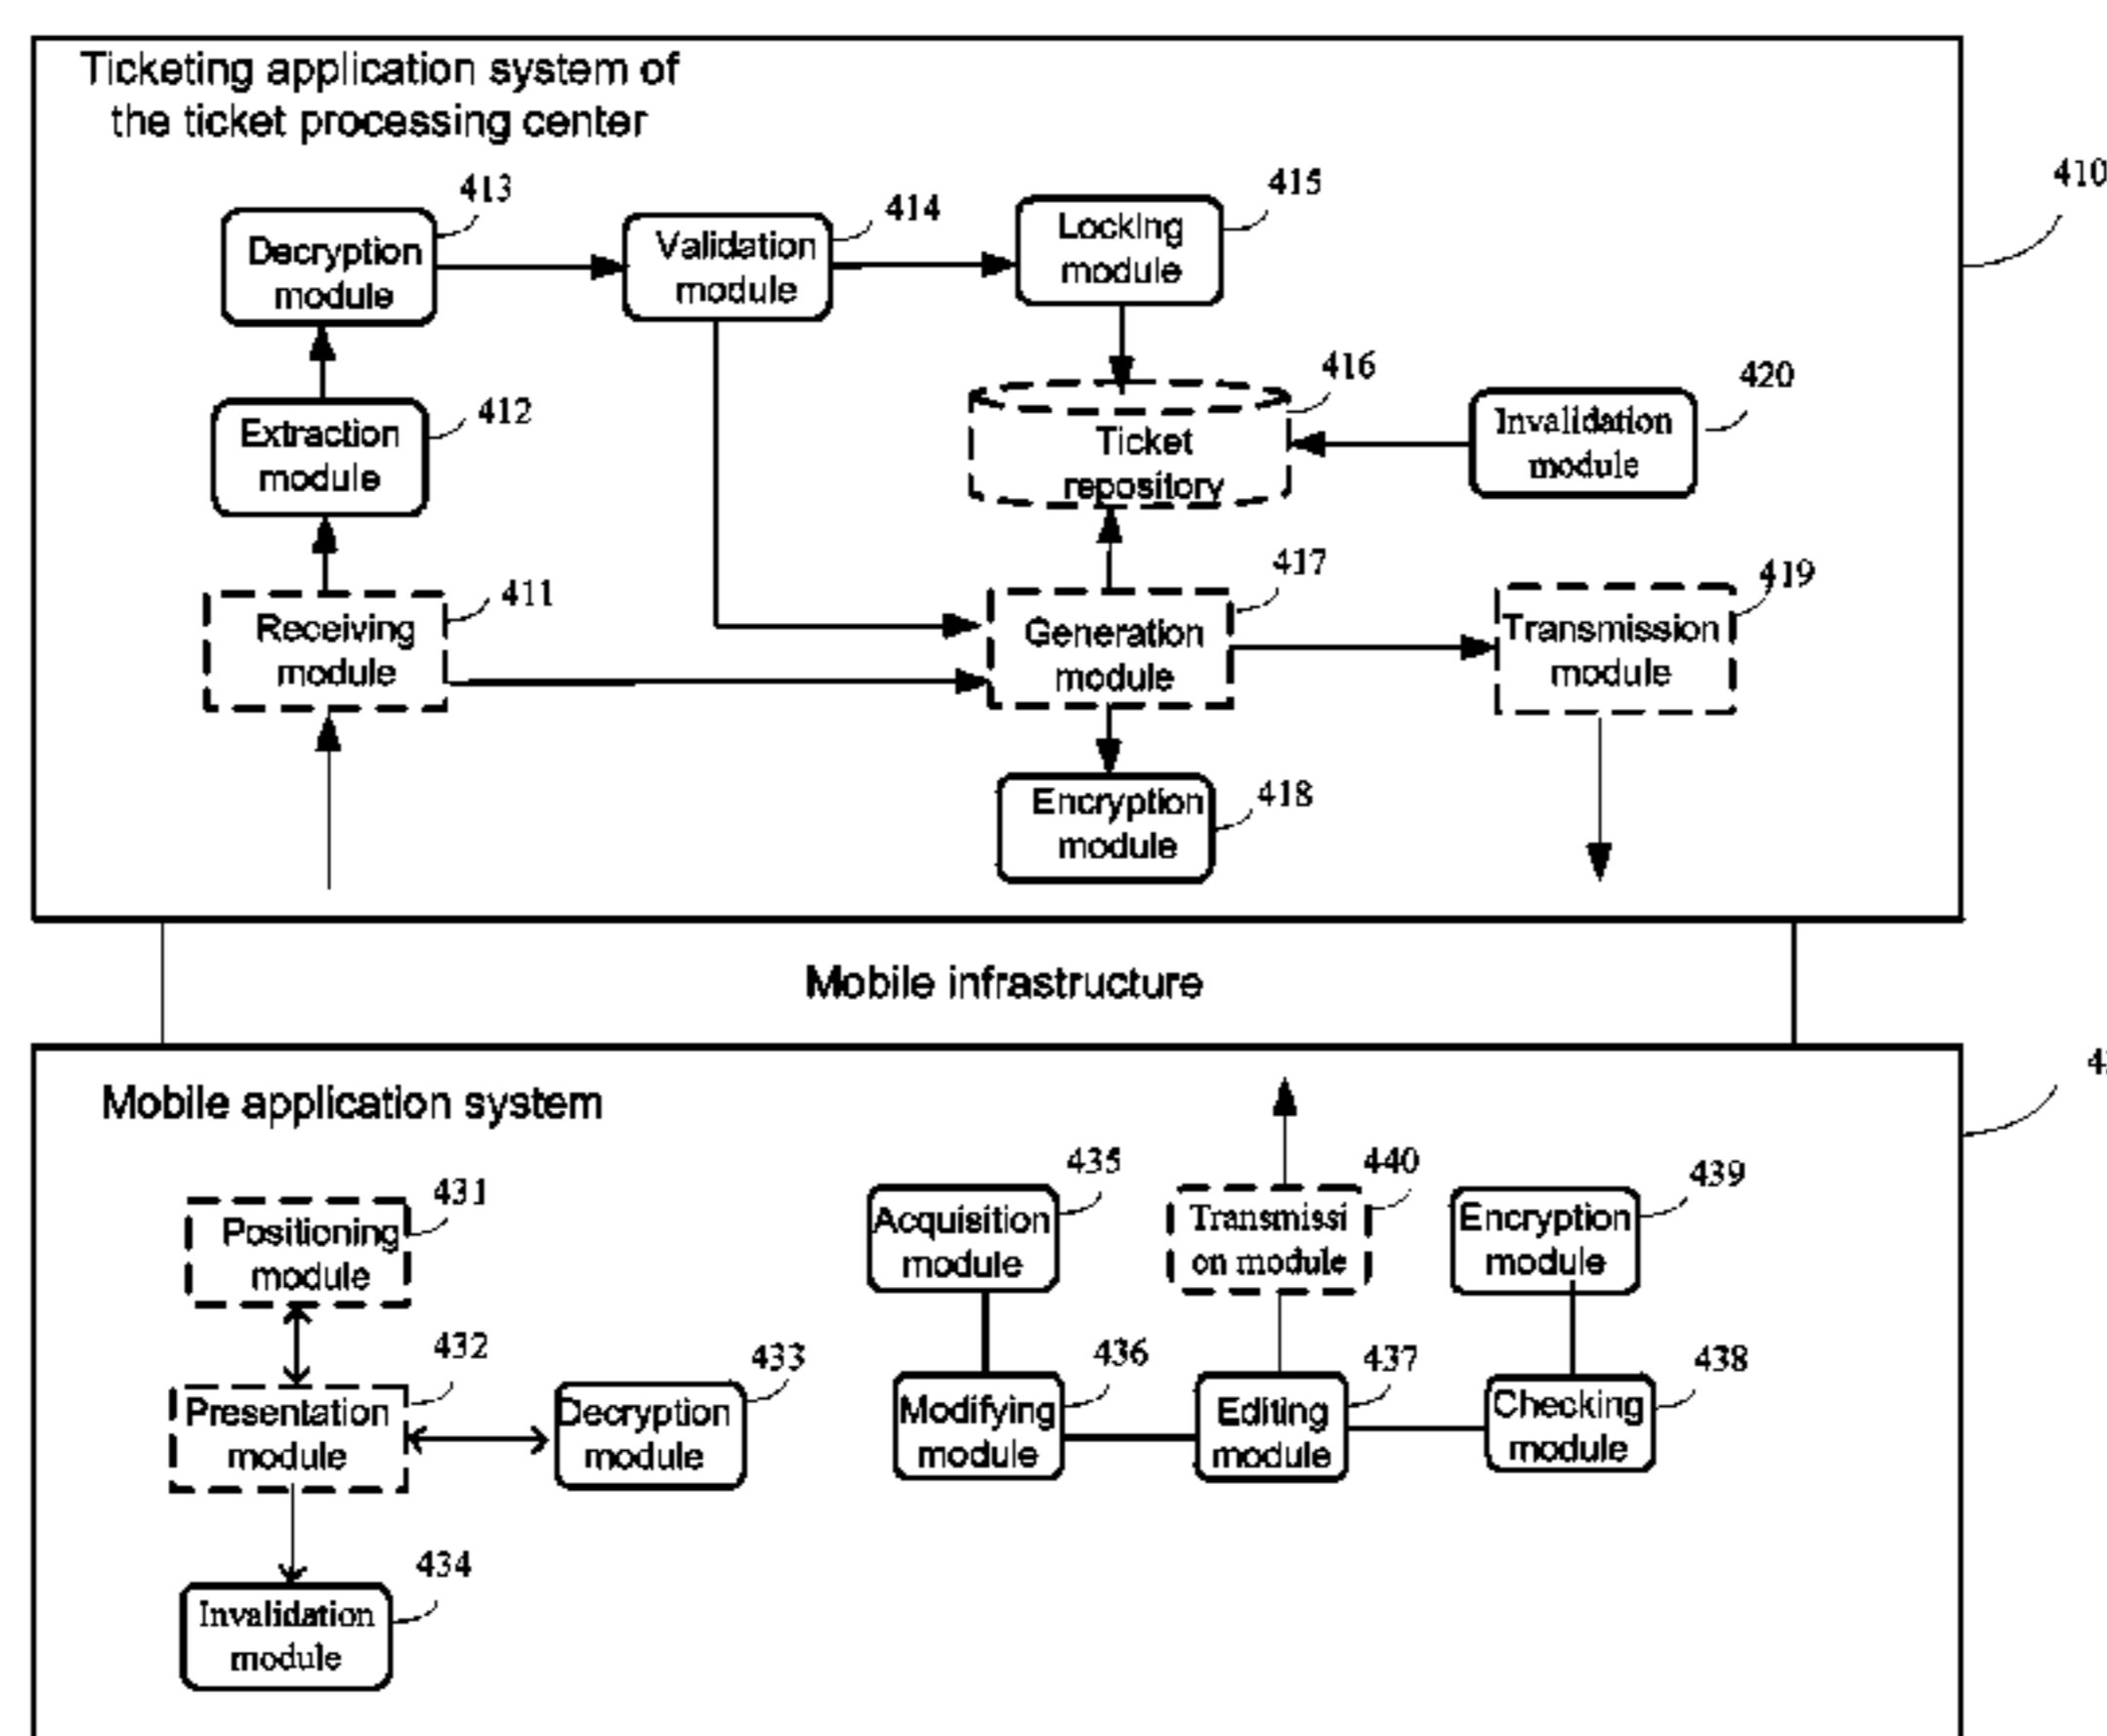 Ticketing application system of
the ticket processing center
410
413
Decryption
module
414
Validation
module
415
Locking
module
412
Extraction
module
416
Ticket
repository
420
Invalidation
module
411
Receiving
module
417
Generation
module
419
Transmission
module
418
Encryption
module
Mobile infrastructure
Mobile application system
431
Positioning
module
435
Acquisition
module
440
Transmissi
on module
439
Encryption
module
432
Presentation
module
433
Decryption
module
436
Modifying
module
437
Editing
module
438
Checking
module
434
Invalidation
module